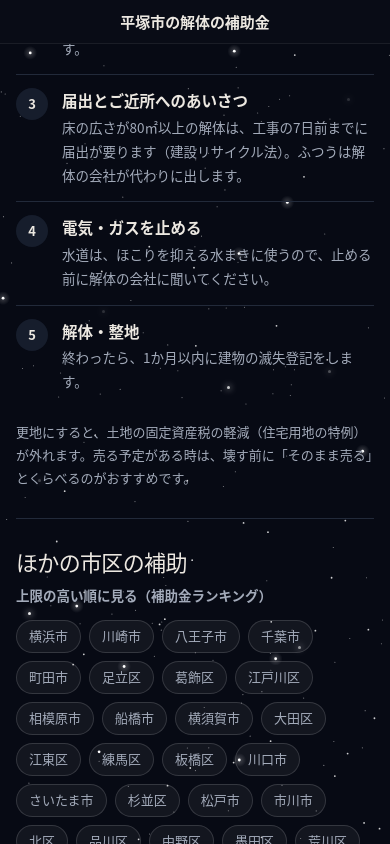 平塚市の解体の補助金
す。
3
届出とご近所へのあいさつ
床の広さが80㎡以上の解体は、工事の7日前までに
届出が要ります（建設リサイクル法）。ふつうは解
体の会社が代わりに出します。
4
電気・ガスを止める
水道は、ほこりを抑える水まきに使うので、止める
前に解体の会社に聞いてください。
5
解体・整地
終わったら、1か月以内に建物の滅失登記をしま
す。
更地にすると、土地の固定資産税の軽減（住宅用地の特例）
が外れます。売る予定がある時は、壊す前に「そのまま売る」
とくらべるのがおすすめです。
ほかの市区の補助
上限の高い順に見る（補助金ランキング）
横浜市 川崎市 八王子市 千葉市
町田市 足立区 葛飾区 江戸川区
相模原市 船橋市 横須賀市 大田区
江東区 練馬区 板橋区 川口市
さいたま市 杉並区 松戸市 市川市
北区 品川区 中野区 墨田区 荒川区